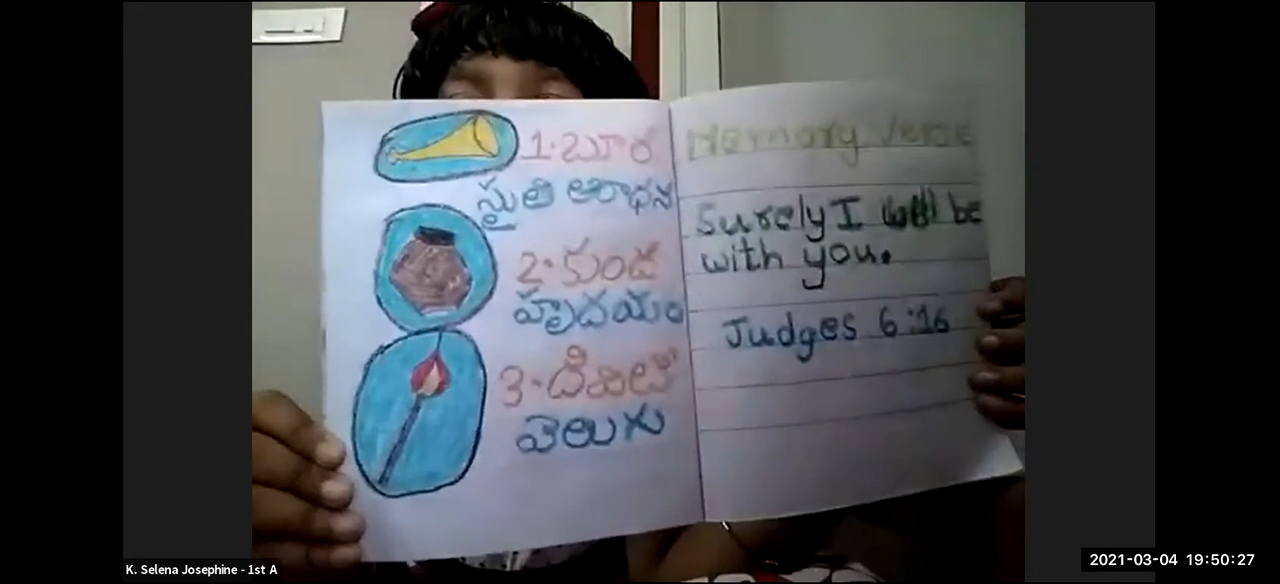 1. బూర
స్తుతి ఆరాధన
2. కుండ
హృదయం
3. దివిటీ
వెలుగు
Memory Verse
Surely I will be
with you.
Judges 6:16
K. Selena Josephine - 1st A
2021-03-04 19:50:27